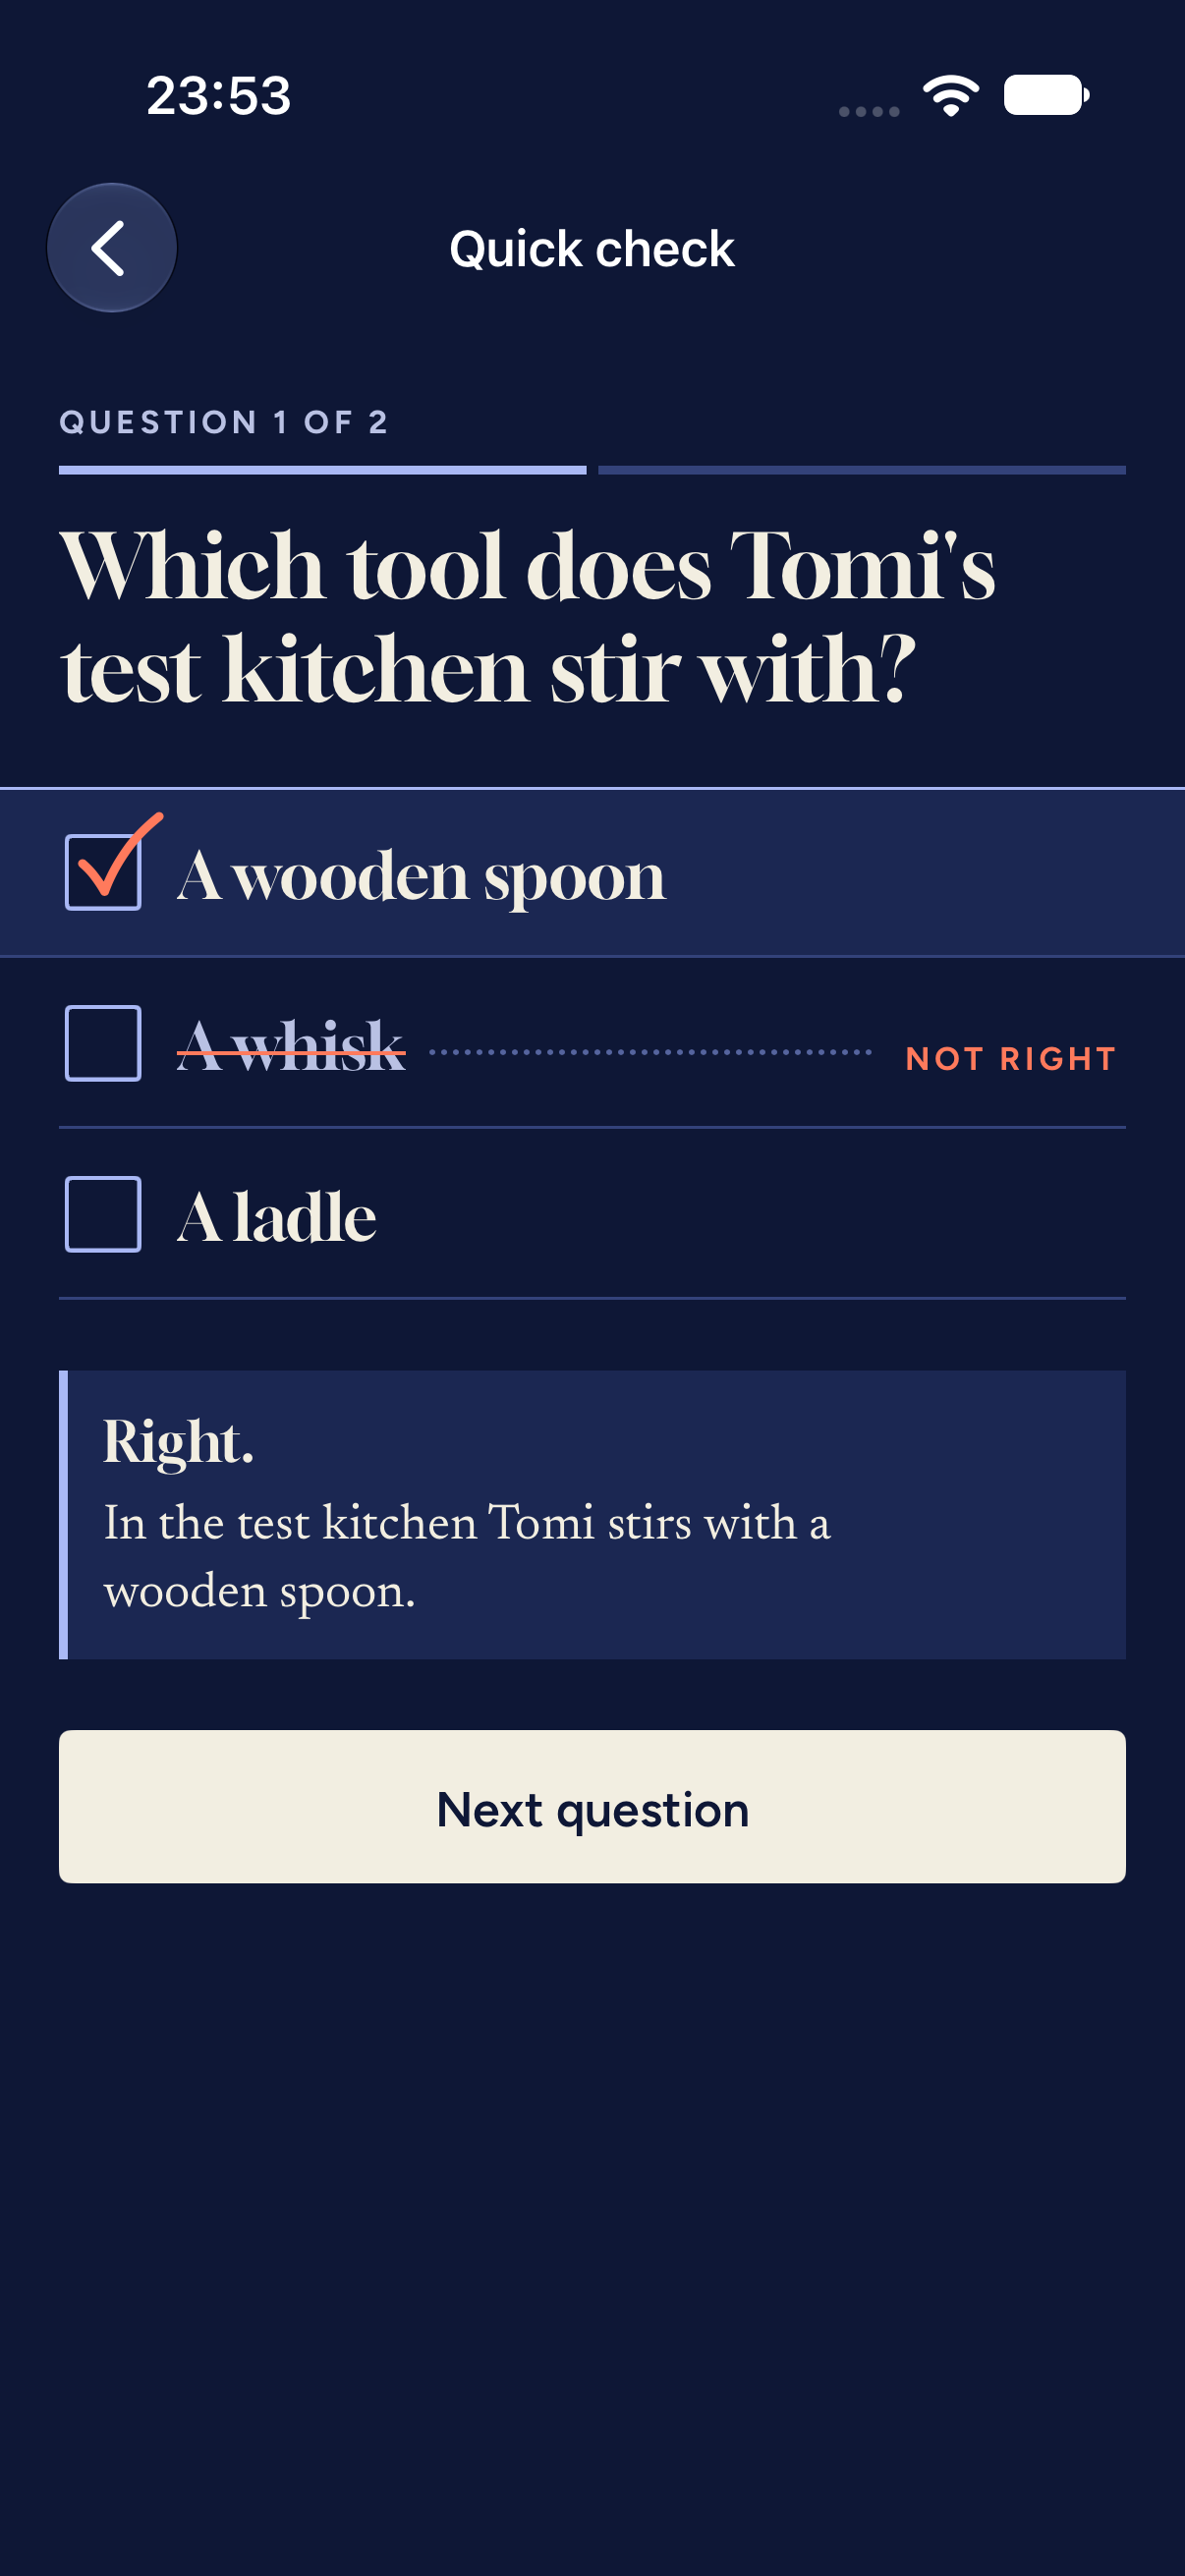 23:53
Quick check
QUESTION 1 OF 2
Which tool does Tomi's
test kitchen stir with?
A wooden spoon
A whisk NOT RIGHT
A ladle
Right.
In the test kitchen Tomi stirs with a
wooden spoon.
Next question